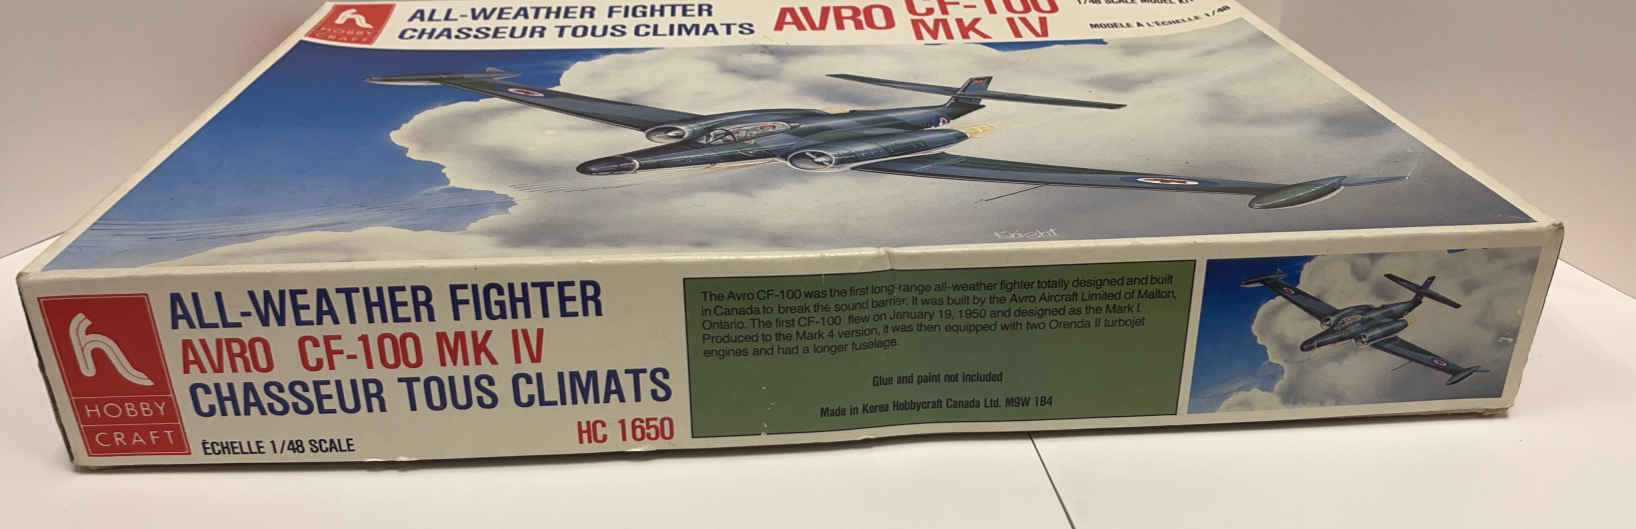 HOBBY
CRAFT
ALL-WEATHER FIGHTER
CHASSEUR TOUS CLIMATS
AVRO CF-100
MK IV
1/48 SCALE MODEL KIT
MODÈLE À L'ÉCHELLE 1/48
Knight
HOBBY
CRAFT
ALL-WEATHER FIGHTER
AVRO CF-100 MK IV
CHASSEUR TOUS CLIMATS
ÉCHELLE 1/48 SCALE
HC 1650
The Avro CF-100 was the first long range all-weather fighter totally designed and built
in Canada to break the sound barrier. It was built by the Avro Aircraft Limited of Malton,
Ontario. The first CF-100 flew on January 19, 1950 and designed as the Mark I.
Produced to the Mark 4 version, it was then equipped with two Orenda II turbojet
engines and had a longer fuselage.
Glue and paint not included
Made in Korea Hobbycraft Canada Ltd. M9W 1B4